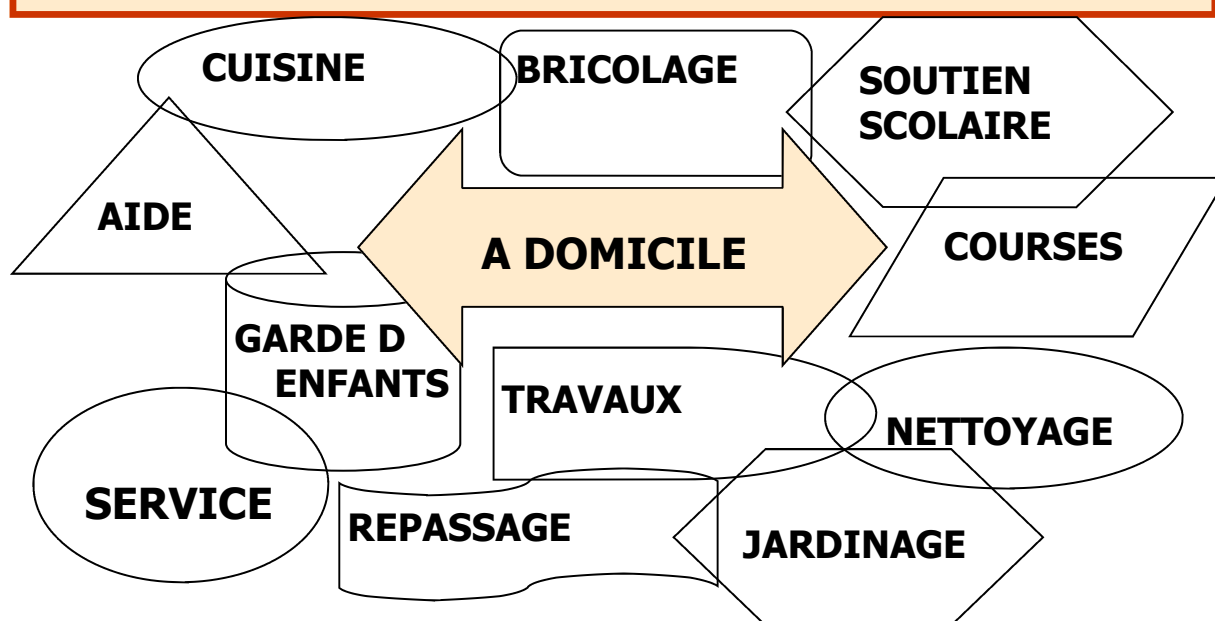 CUISINE
BRICOLAGE
SOUTIEN
SCOLAIRE
AIDE
A DOMICILE
COURSES
GARDE D
ENFANTS
TRAVAUX
NETTOYAGE
SERVICE
REPASSAGE
JARDINAGE